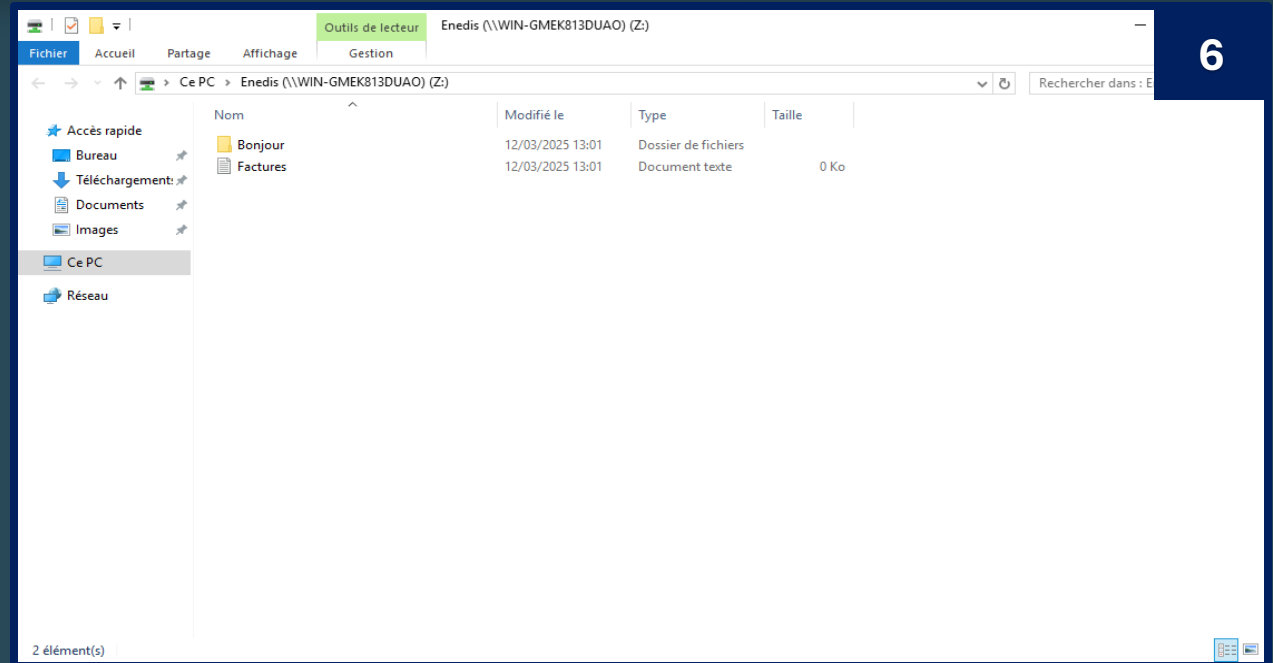 Outils de lecteur Enedis (\\WIN-GMEK813DUAO) (Z:)
6
Fichier Accueil Partage Affichage Gestion
Ce PC > Enedis (\\WIN-GMEK813DUAO) (Z:) Rechercher dans : E
Nom Modifié le Type Taille
Accès rapide
Bureau
Téléchargement
Documents
Images
Ce PC
Réseau
Bonjour 12/03/2025 13:01 Dossier de fichiers
Factures 12/03/2025 13:01 Document texte 0 Ko
2 élément(s)